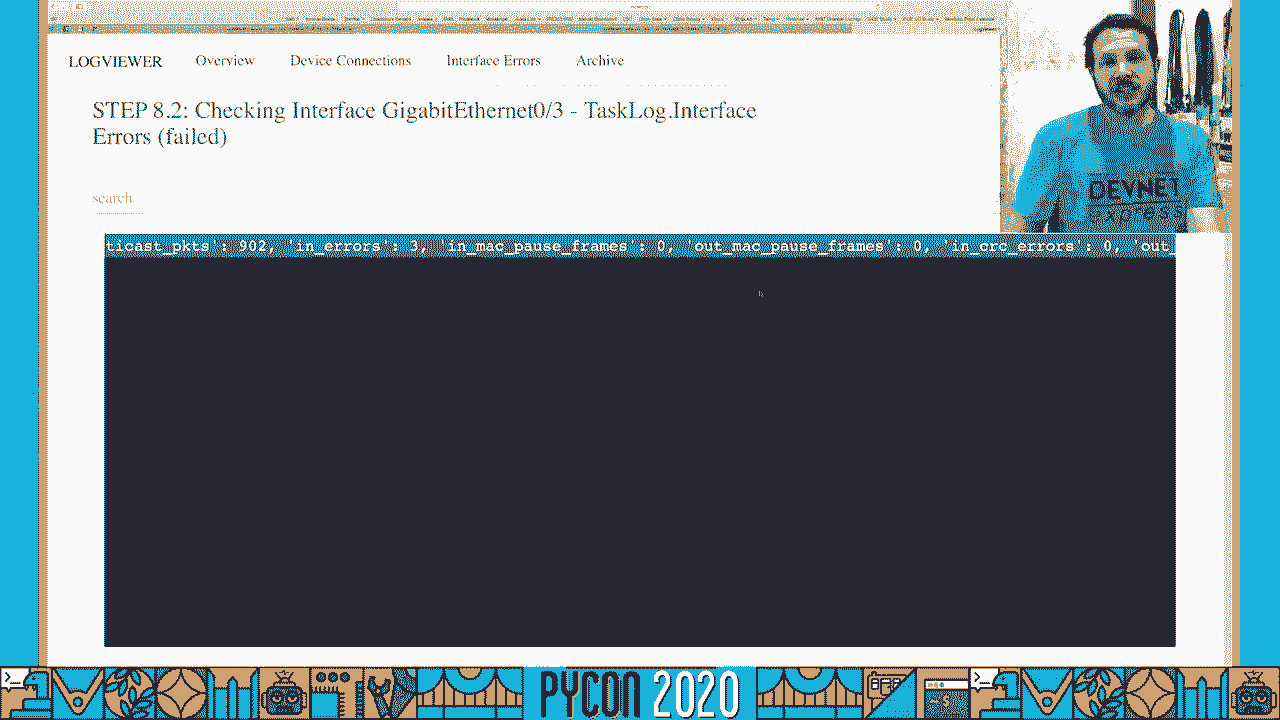 LOGVIEWER Overview Device Connections Interface Errors Archive
STEP 8.2: Checking Interface GigabitEthernet0/3 - TaskLog.Interface
Errors (failed)
search
ticast_pkts': 902, 'in_errors': 3, 'in_mac_pause_frames': 0, 'out_mac_pause_frames': 0, 'in_crc_errors': 0, 'out_
DEVNET
express
PYCON 2020